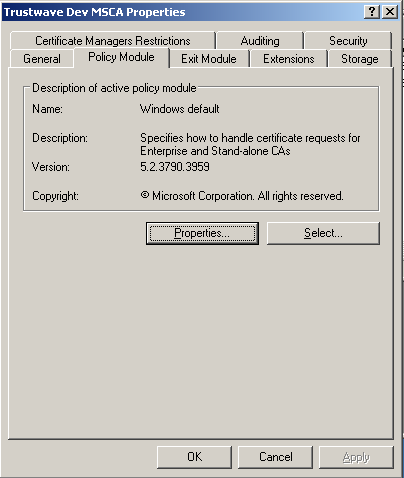 Trustwave Dev MSCA Properties
Certificate Managers Restrictions Auditing Security
General Policy Module Exit Module Extensions Storage
Description of active policy module
Name: Windows default
Description: Specifies how to handle certificate requests for
Enterprise and Stand-alone CAs
Version: 5.2.3790.3959
Copyright: © Microsoft Corporation. All rights reserved.
Properties... Select...
OK Cancel Apply